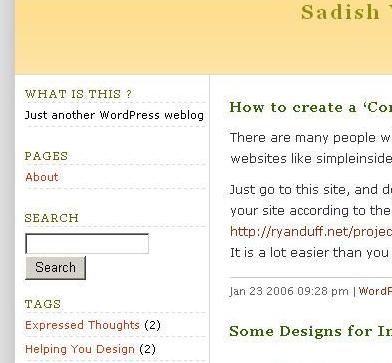 Sadish
WHAT IS THIS ?
Just another WordPress weblog
PAGES
About
SEARCH
Search
TAGS
Expressed Thoughts (2)
Helping You Design (2)
How to create a ‘Cor
There are many people w
websites like simpleinside
Just go to this site, and d
your site according to the
http://ryanduff.net/projec
It is a lot easier than you
Jan 23 2006 09:28 pm | WordP
Some Designs for In